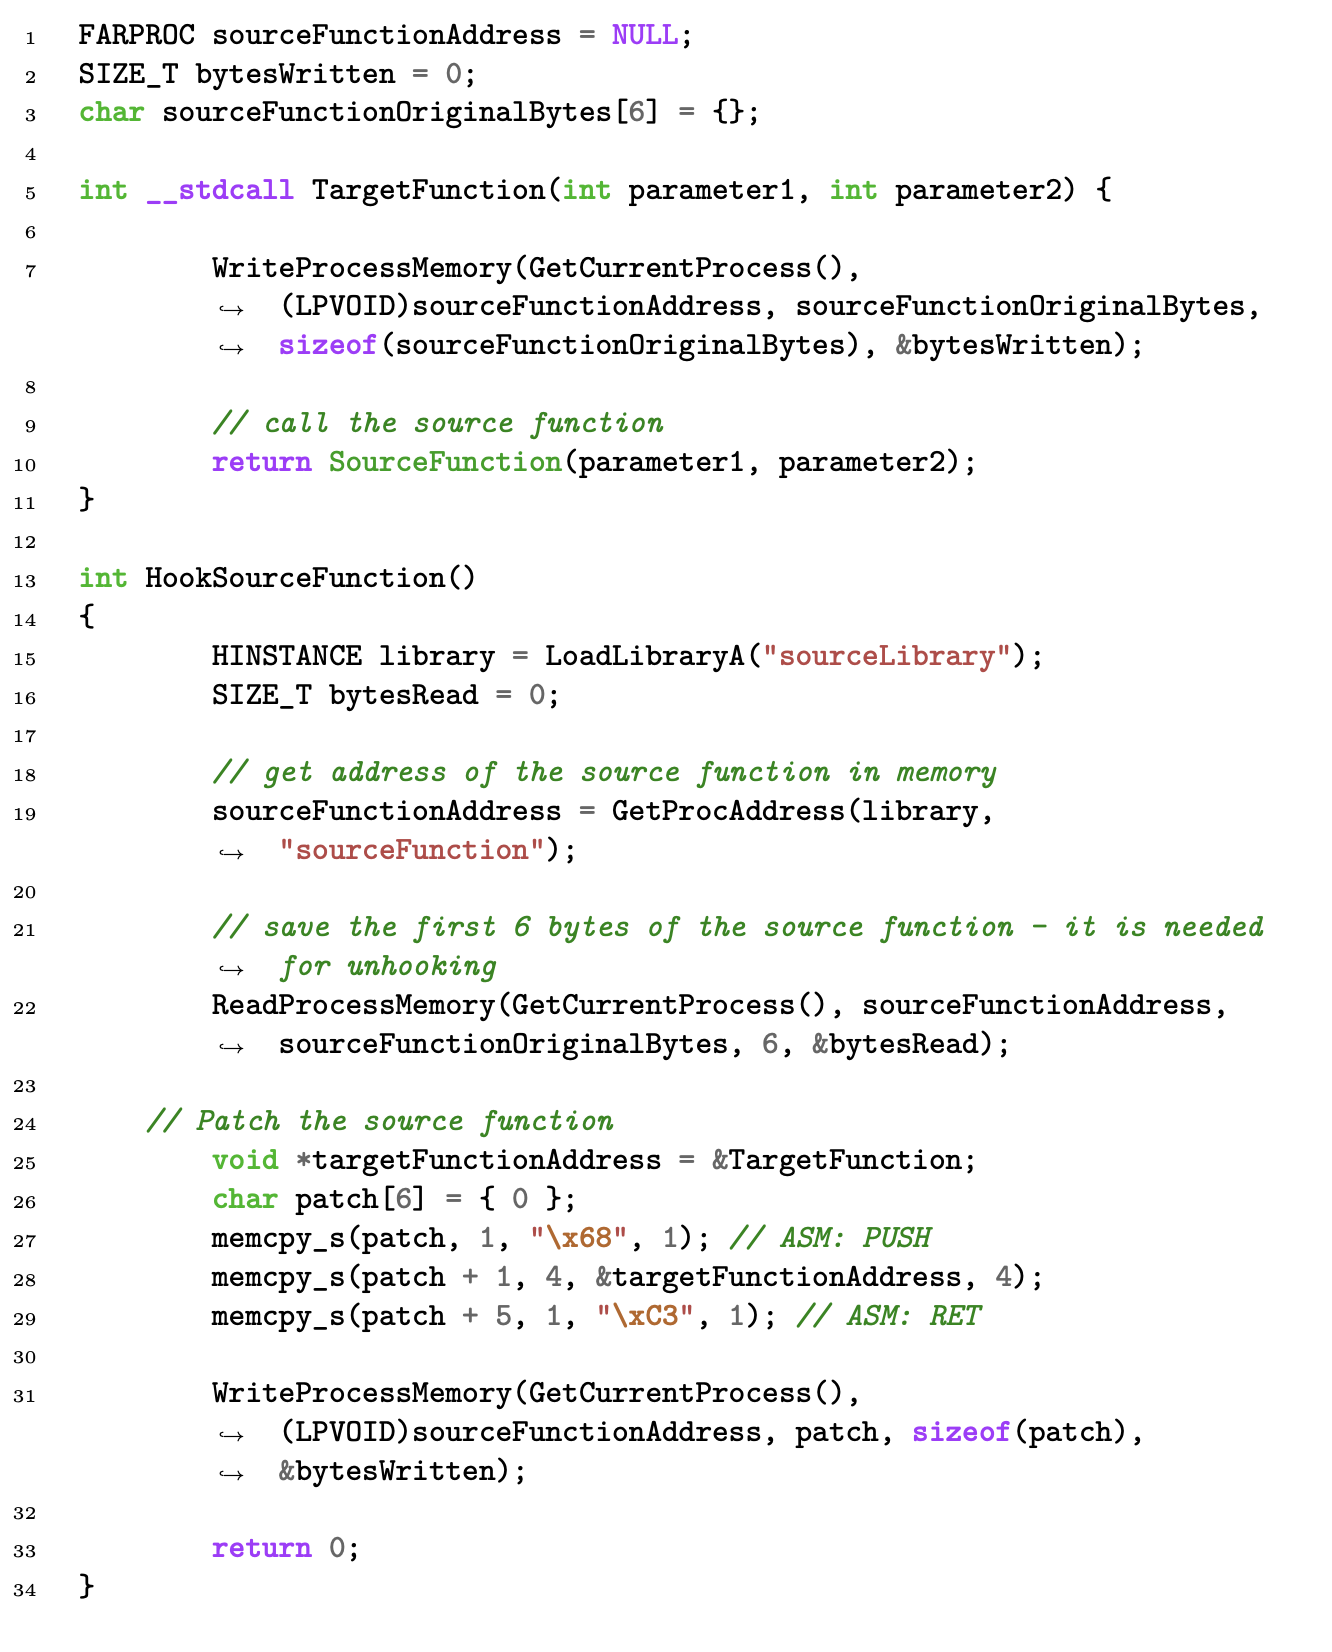 1 FARPROC sourceFunctionAddress = NULL;
2 SIZE_T bytesWritten = 0;
3 char sourceFunctionOriginalBytes[6] = {};
4
5 int __stdcall TargetFunction(int parameter1, int parameter2) {
6
7 WriteProcessMemory(GetCurrentProcess(),
↪ (LPVOID)sourceFunctionAddress, sourceFunctionOriginalBytes,
↪ sizeof(sourceFunctionOriginalBytes), &bytesWritten);
8
9 // call the source function
10 return SourceFunction(parameter1, parameter2);
11 }
12
13 int HookSourceFunction()
14 {
15 HINSTANCE library = LoadLibraryA("sourceLibrary");
16 SIZE_T bytesRead = 0;
17
18 // get address of the source function in memory
19 sourceFunctionAddress = GetProcAddress(library,
↪ "sourceFunction");
20
21 // save the first 6 bytes of the source function - it is needed
↪ for unhooking
22 ReadProcessMemory(GetCurrentProcess(), sourceFunctionAddress,
↪ sourceFunctionOriginalBytes, 6, &bytesRead);
23
24 // Patch the source function
25 void *targetFunctionAddress = &TargetFunction;
26 char patch[6] = { 0 };
27 memcpy_s(patch, 1, "\x68", 1); // ASM: PUSH
28 memcpy_s(patch + 1, 4, &targetFunctionAddress, 4);
29 memcpy_s(patch + 5, 1, "\xC3", 1); // ASM: RET
30
31 WriteProcessMemory(GetCurrentProcess(),
↪ (LPVOID)sourceFunctionAddress, patch, sizeof(patch),
↪ &bytesWritten);
32
33 return 0;
34 }